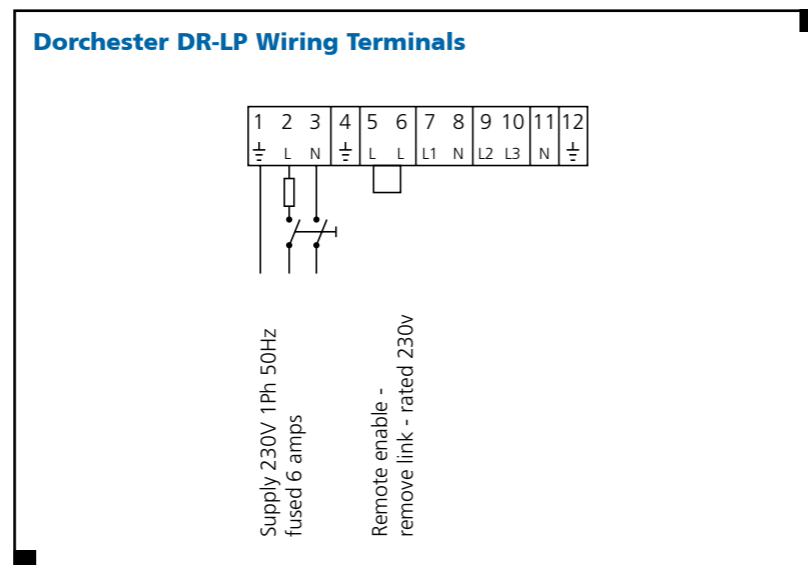 Dorchester DR-LP Wiring Terminals
1 2 3 4 5 6 7 8 9 10 11 12
L N L L L1 N L2 L3 N
Supply 230V 1Ph 50Hz
fused 6 amps
Remote enable -
remove link - rated 230v